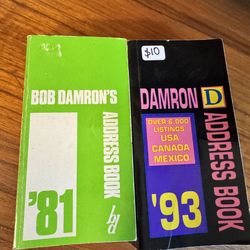 BOB DAMRON'S
ADDRESS BOOK
'81
$10
DAMRON D
ADDRESS BOOK
OVER 6,000
LISTINGS
USA
CANADA
MEXICO
'93